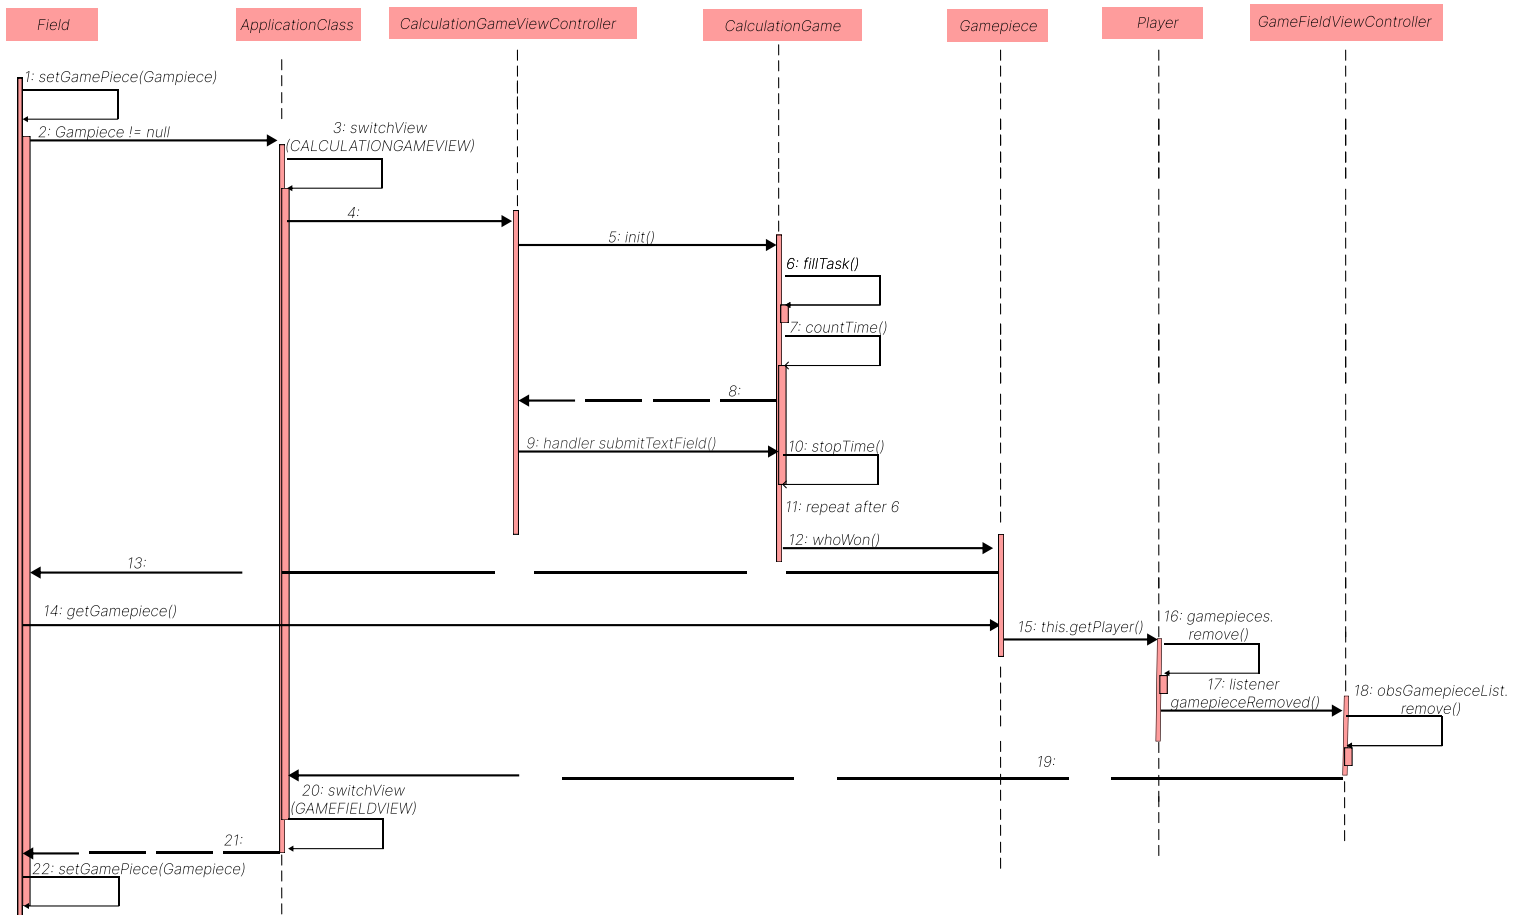 Field
ApplicationClass
CalculationGameViewController
CalculationGame
Gamepiece
Player
GameFieldViewController
1: setGamePiece(Gampiece)
2: Gampiece != null
3: switchView
(CALCULATIONGAMEVIEW)
4:
5: init()
6: fillTask()
7: countTime()
8:
9: handler submitTextField()
10: stopTime()
11: repeat after 6
12: whoWon()
13:
14: getGamepiece()
15: this.getPlayer()
16: gamepieces.
remove()
17: listener
gamepieceRemoved()
18: obsGamepieceList.
remove()
19:
20: switchView
(GAMEFIELDVIEW)
21:
22: setGamePiece(Gamepiece)